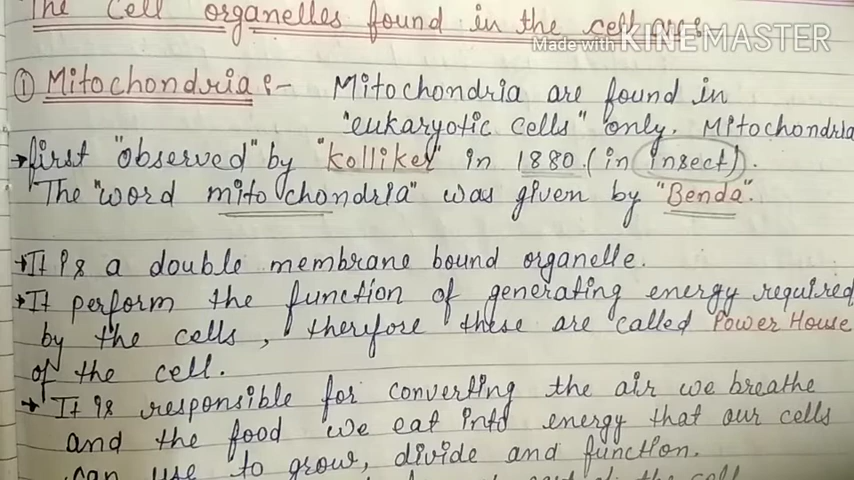 The cell organelles found in the cell are:
Made with KINEMASTER
① Mitochondria :- Mitochondria are found in
"eukaryotic cells" only. Mitochondria
→ first "observed" by "Kolliker" in 1880. (in insect).
The "word mitochondria" was given by "Benda".
→ It is a double membrane bound organelle.
→ It perform the function of generating energy required
by the cells, therefore these are called Power House
of the cell.
→ It is responsible for converting the air we breathe
and the food we eat into energy that our cells
can use to grow, divide and function.
the cell